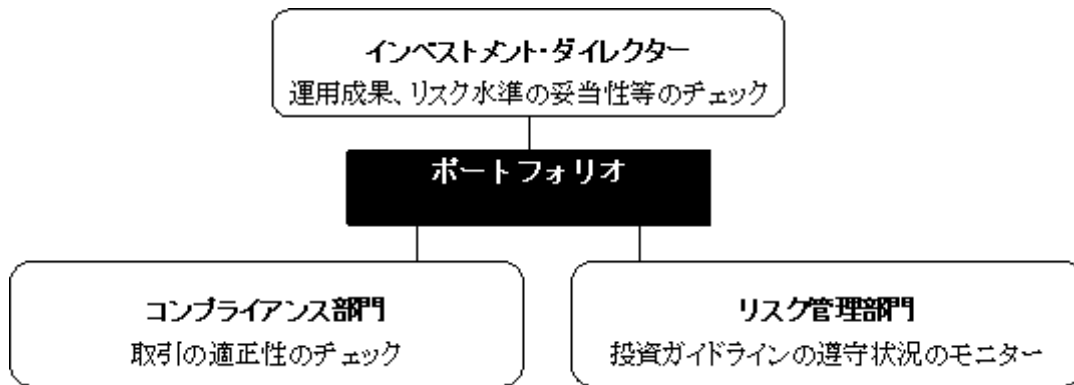 インベストメント・ダイレクター
運用成果、リスク水準の妥当性等のチェック
ポートフォリオ
コンプライアンス部門
取引の適正性のチェック
リスク管理部門
投資ガイドラインの遵守状況のモニター